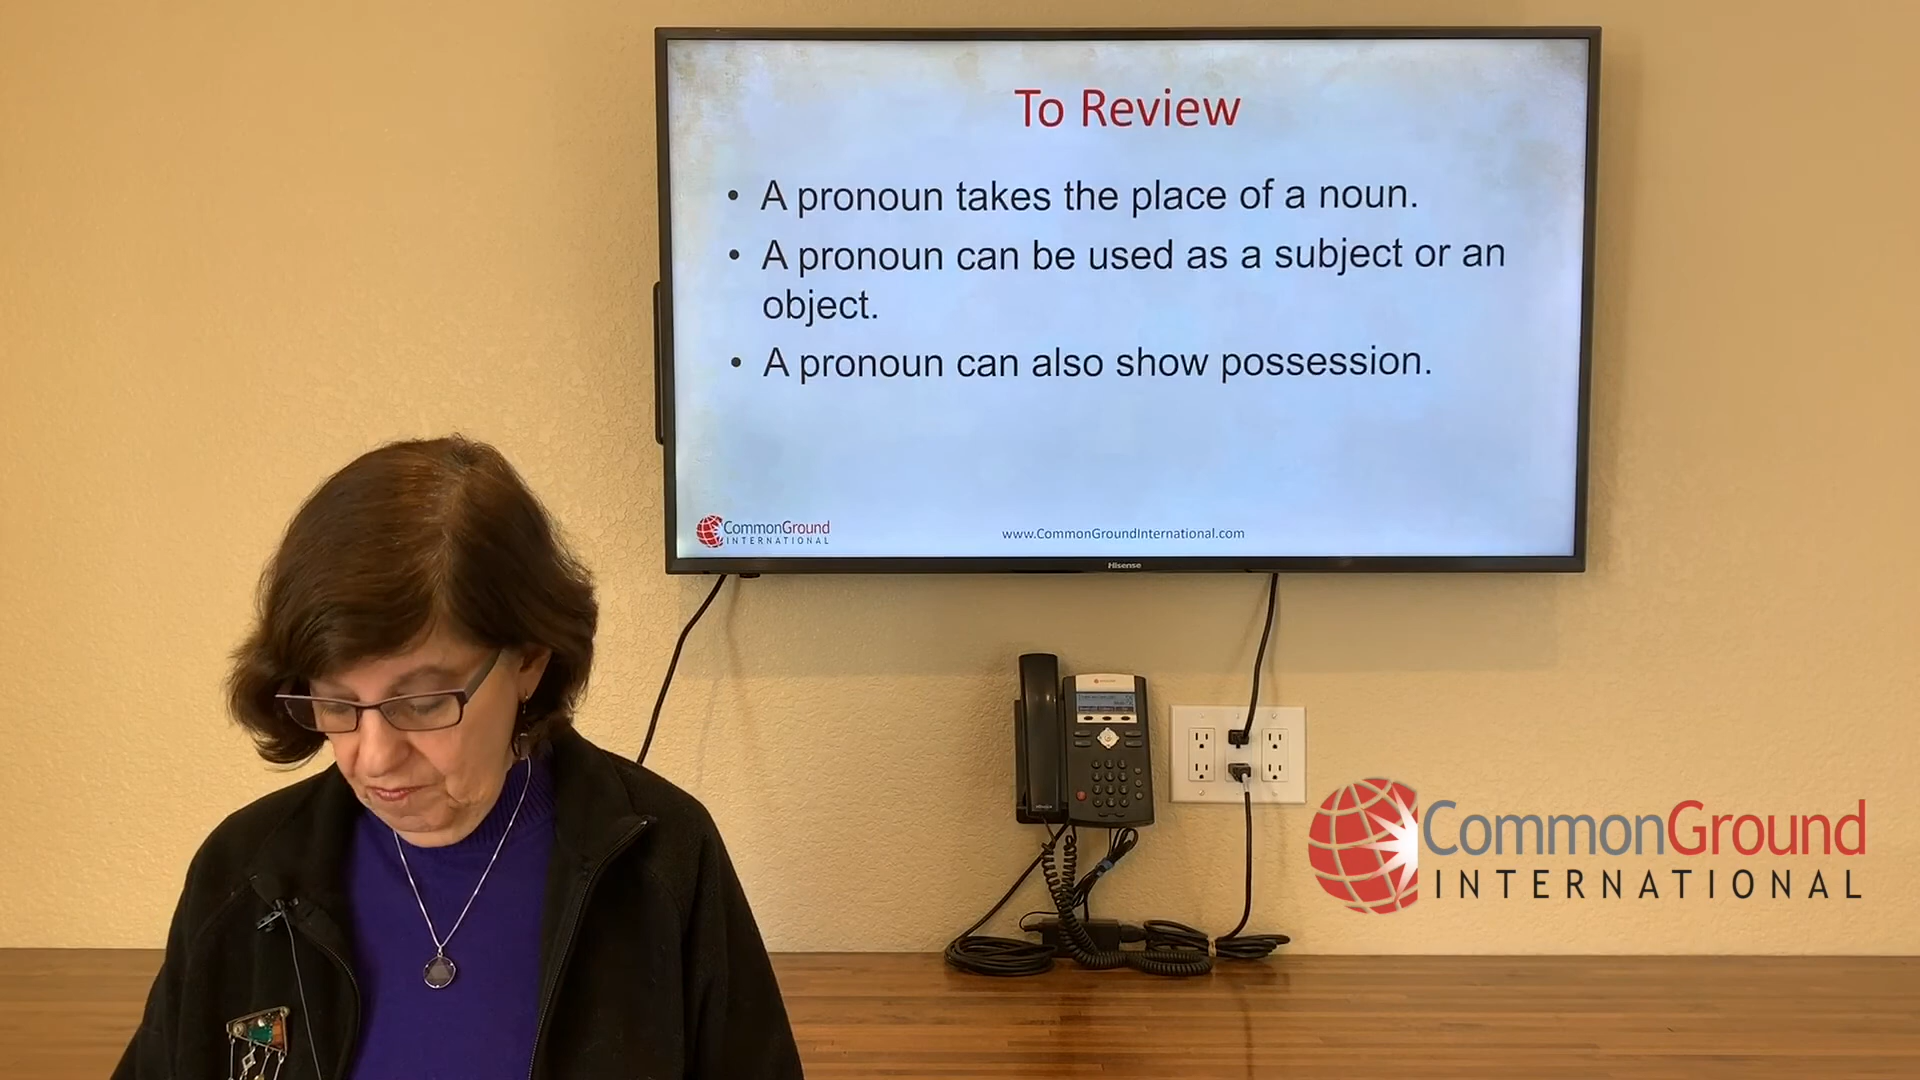 To Review
• A pronoun takes the place of a noun.
• A pronoun can be used as a subject or an
object.
• A pronoun can also show possession.
CommonGround
INTERNATIONAL
www.CommonGroundInternational.com
Hisense
CommonGround
INTERNATIONAL